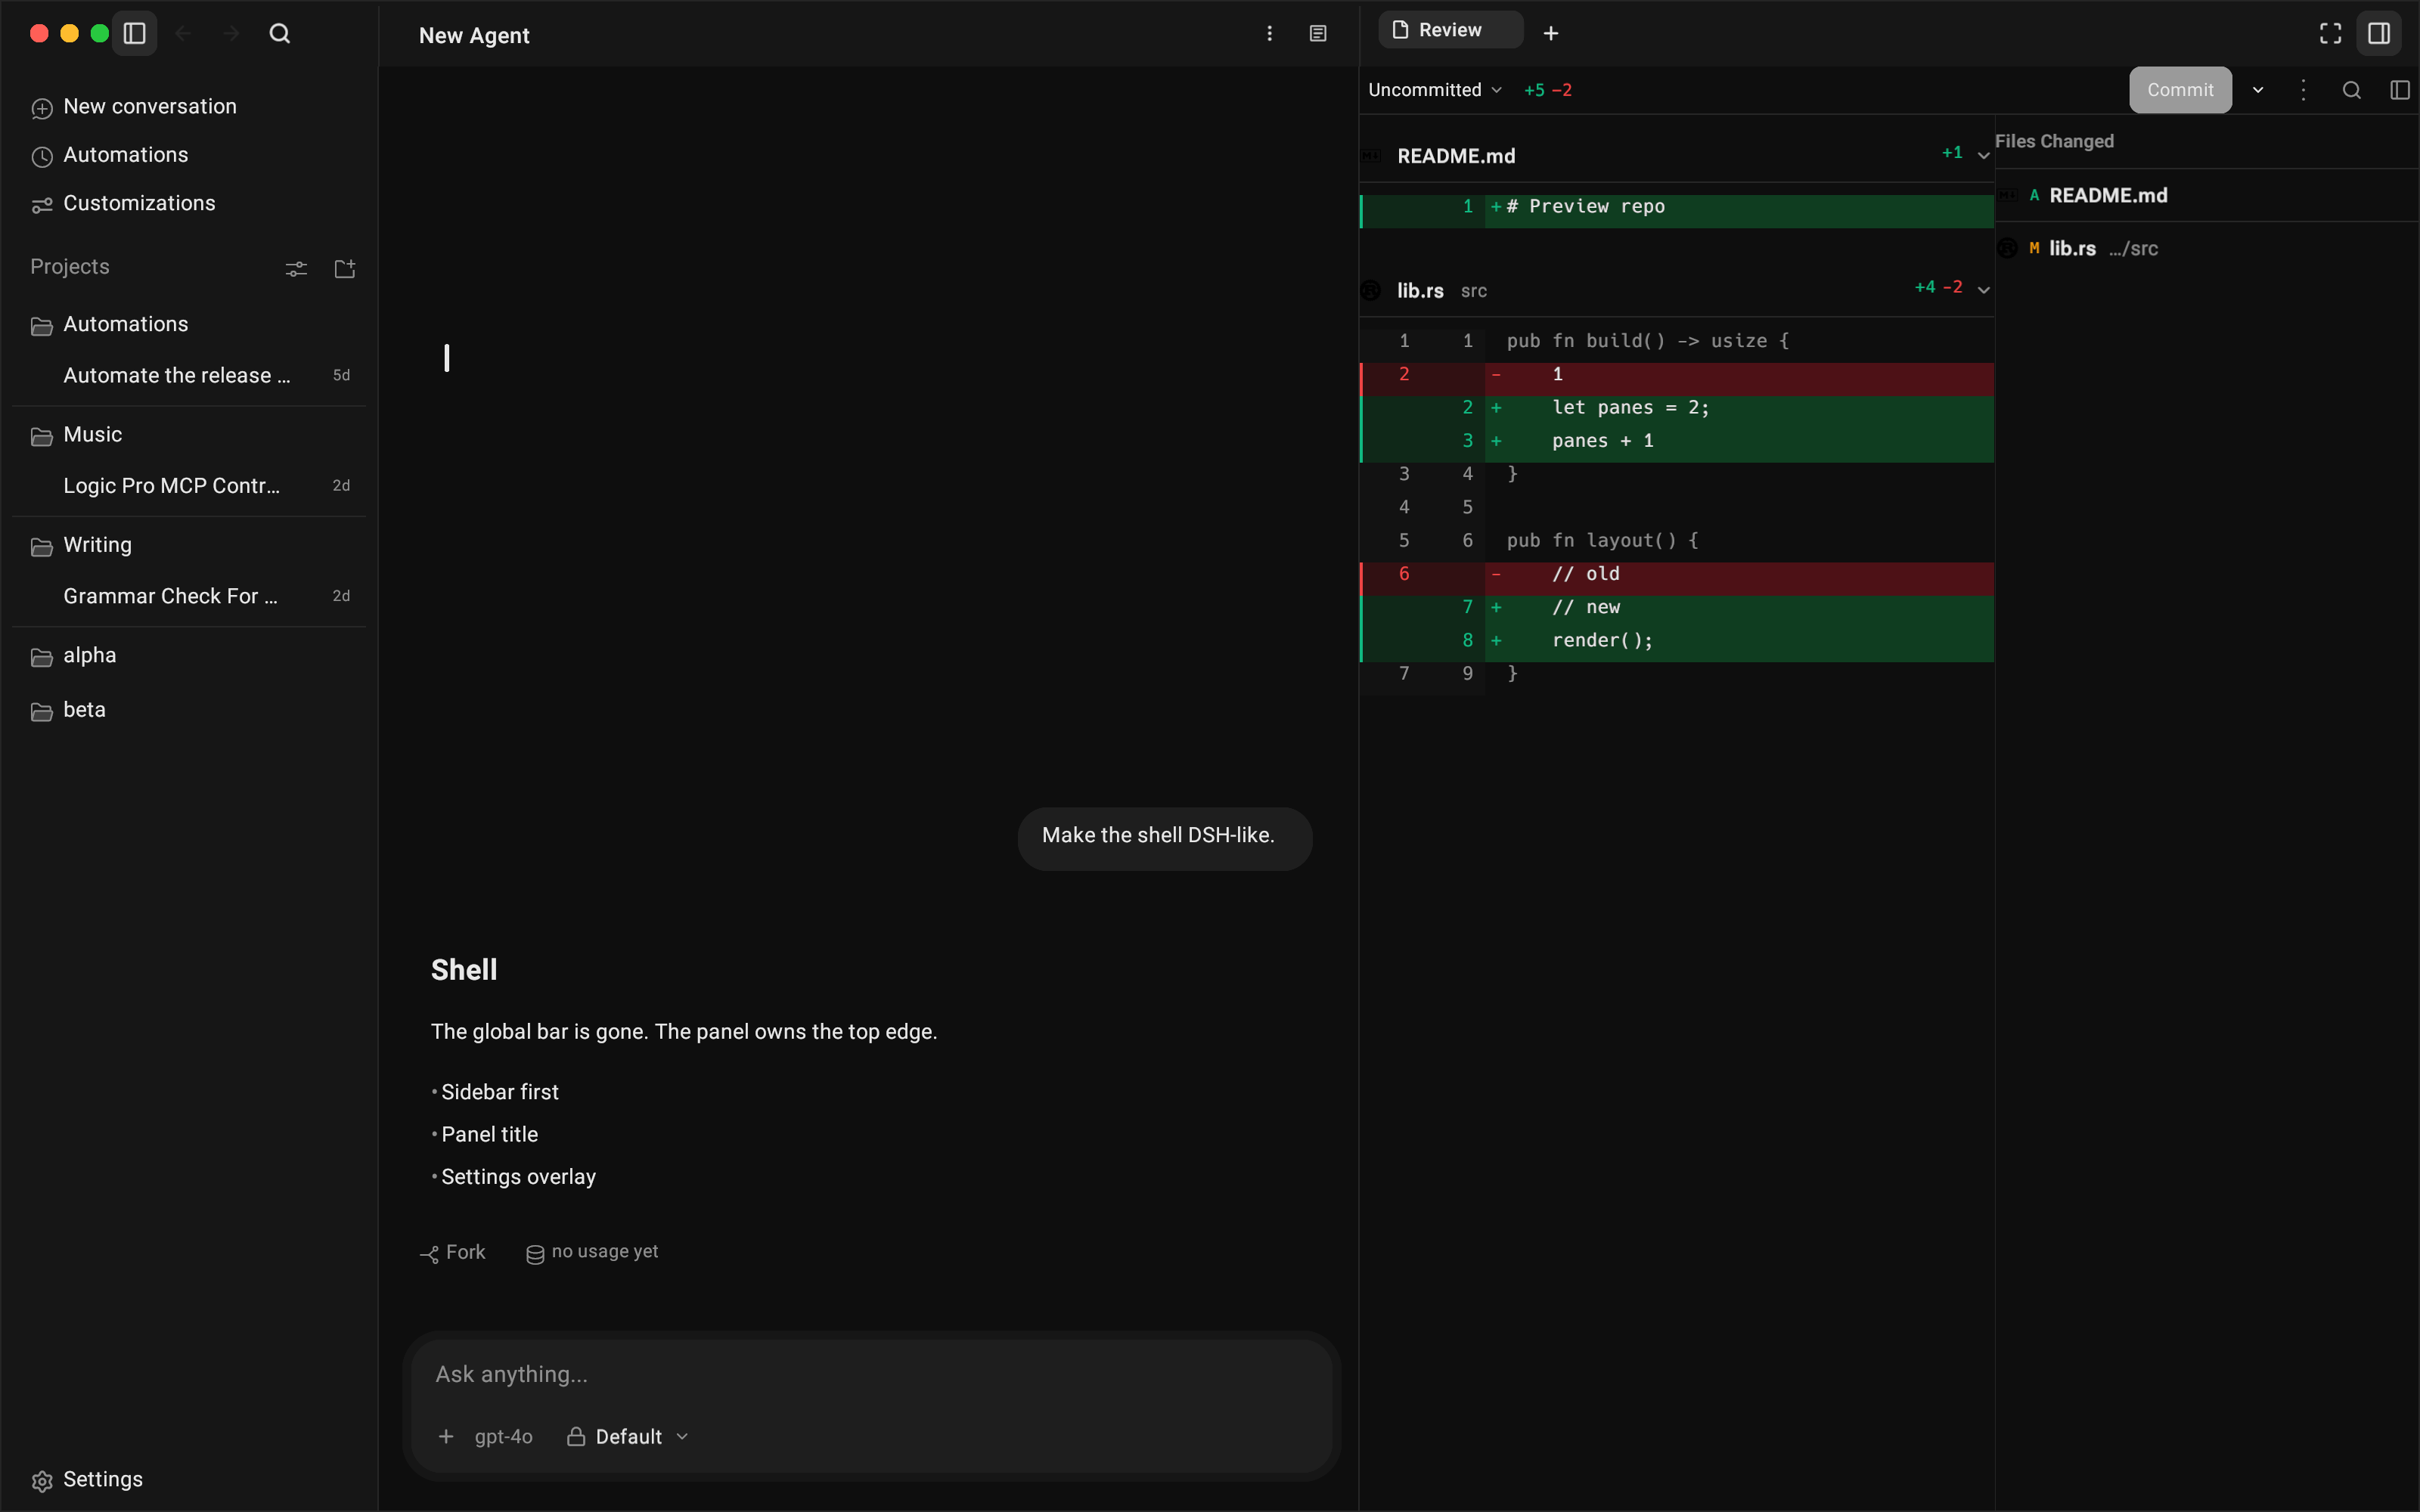 New Agent
Review
New conversation
Automations
Customizations
Projects
Automations
Automate the release ... 5d
Music
Logic Pro MCP Contr... 2d
Writing
Grammar Check For ... 2d
alpha
beta
Settings
Make the shell DSH-like.
Shell
The global bar is gone. The panel owns the top edge.
• Sidebar first
• Panel title
• Settings overlay
Fork no usage yet
Ask anything...
+ gpt-4o Default
Uncommitted +5 −2 Commit
README.md +1
1 + # Preview repo
lib.rs src +4 −2
1 1 pub fn build() -> usize {
2 - 1
2 + let panes = 2;
3 + panes + 1
3 4 }
4 5
5 6 pub fn layout() {
6 - // old
7 + // new
8 + render();
7 9 }
Files Changed
A README.md
M lib.rs .../src